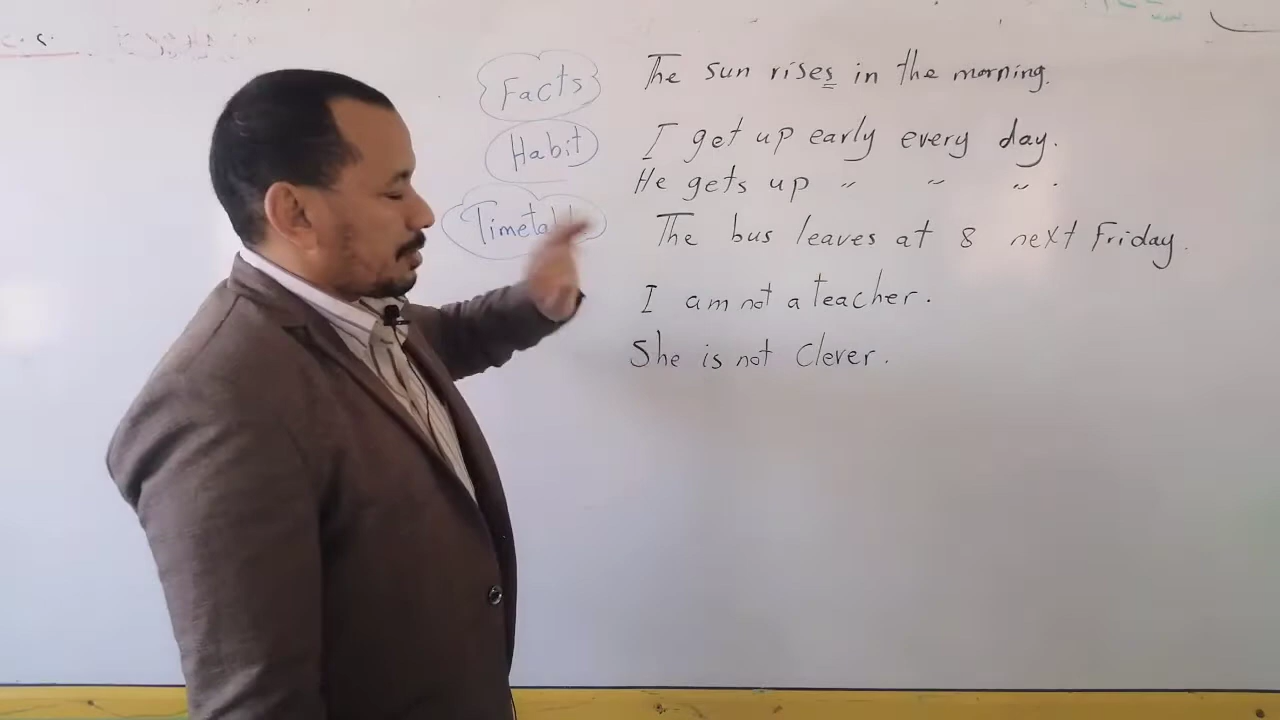 Facts The sun rises in the morning.
Habit I get up early every day.
He gets up " " " .
The bus leaves at 8 next Friday.
I am not a teacher.
She is not Clever.